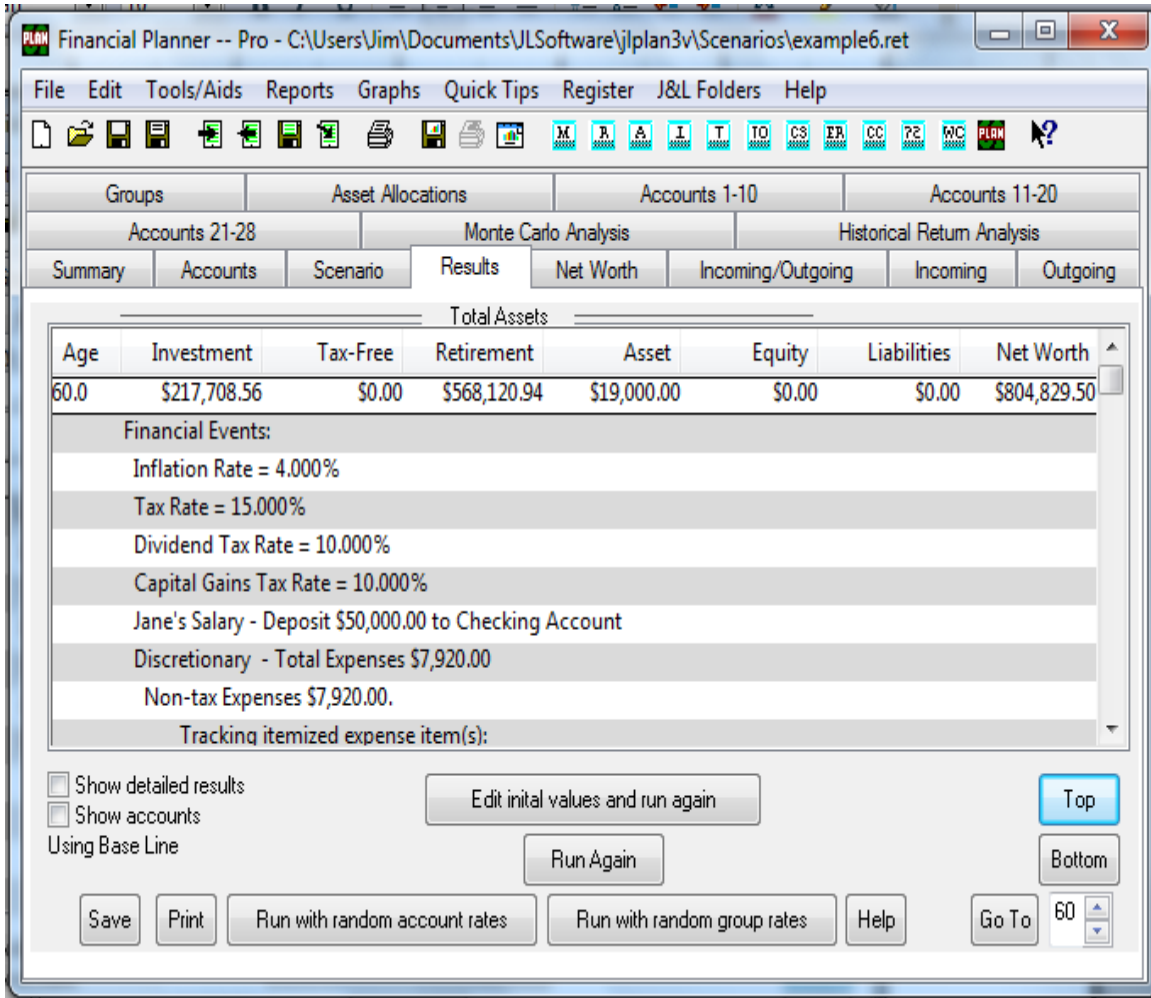 PLAN Financial Planner -- Pro - C:\Users\Jim\Documents\JLSoftware\jlplan3v\Scenarios\example6.ret
File Edit Tools/Aids Reports Graphs Quick Tips Register J&L Folders Help
M R A I T TO CS ER CC ?? WC PLAN
Groups Asset Allocations Accounts 1-10 Accounts 11-20
Accounts 21-28 Monte Carlo Analysis Historical Return Analysis
Summary Accounts Scenario Results Net Worth Incoming/Outgoing Incoming Outgoing
Total Assets
Age Investment Tax-Free Retirement Asset Equity Liabilities Net Worth
60.0 $217,708.56 $0.00 $568,120.94 $19,000.00 $0.00 $0.00 $804,829.50
Financial Events:
Inflation Rate = 4.000%
Tax Rate = 15.000%
Dividend Tax Rate = 10.000%
Capital Gains Tax Rate = 10.000%
Jane's Salary - Deposit $50,000.00 to Checking Account
Discretionary - Total Expenses $7,920.00
Non-tax Expenses $7,920.00.
Tracking itemized expense item(s):
Show detailed results
Show accounts
Using Base Line
Edit inital values and run again
Run Again
Top
Bottom
Save Print Run with random account rates Run with random group rates Help Go To 60